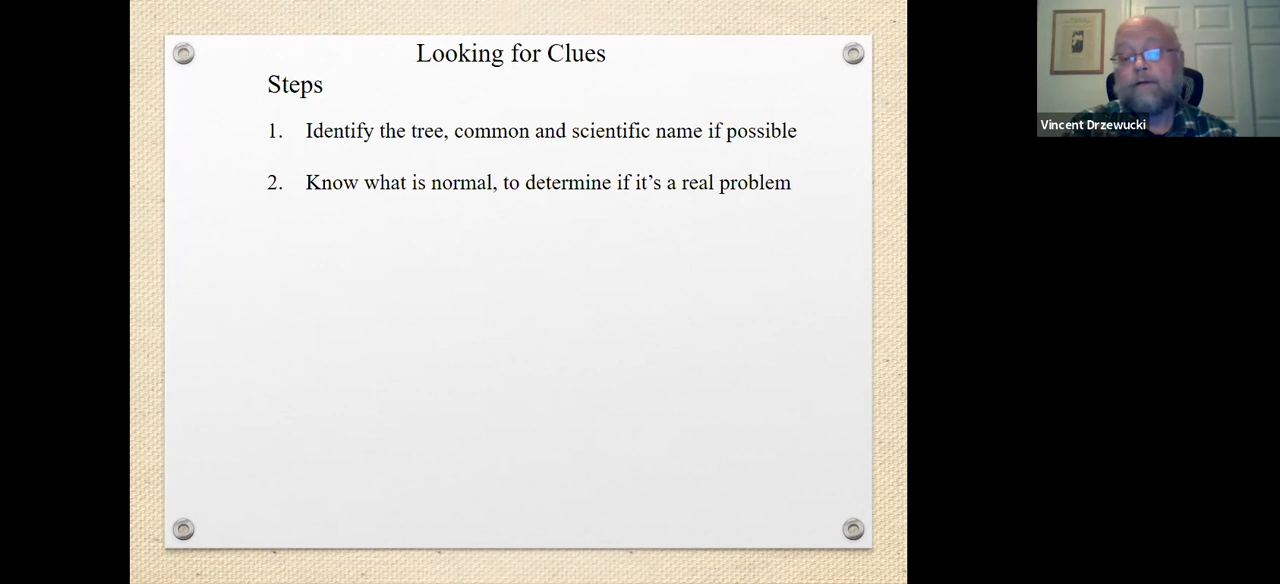 Looking for Clues
Steps
1. Identify the tree, common and scientific name if possible
2. Know what is normal, to determine if it’s a real problem
Vincent Drzewucki